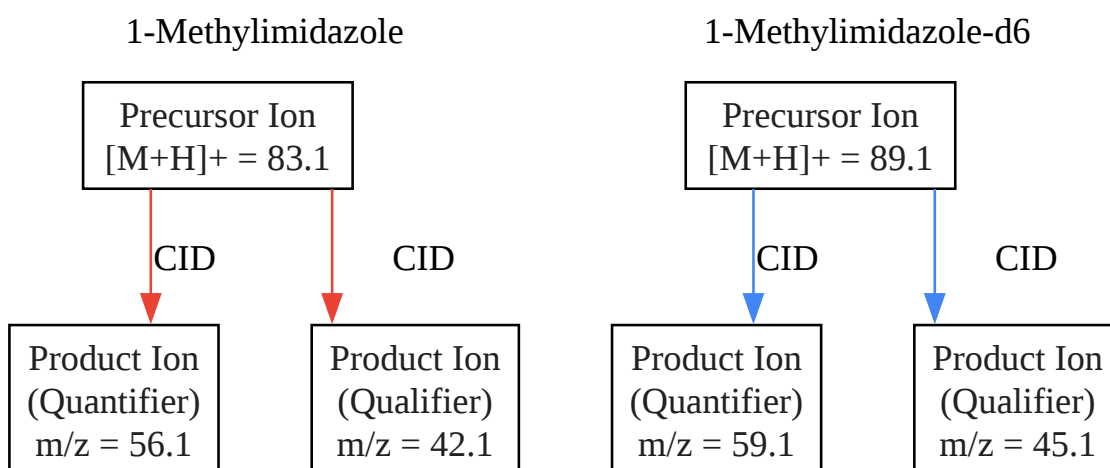 1-Methylimidazole
Precursor Ion
[M+H]+ = 83.1
CID
CID
Product Ion
(Quantifier)
m/z = 56.1
Product Ion
(Qualifier)
m/z = 42.1
1-Methylimidazole-d6
Precursor Ion
[M+H]+ = 89.1
CID
CID
Product Ion
(Quantifier)
m/z = 59.1
Product Ion
(Qualifier)
m/z = 45.1